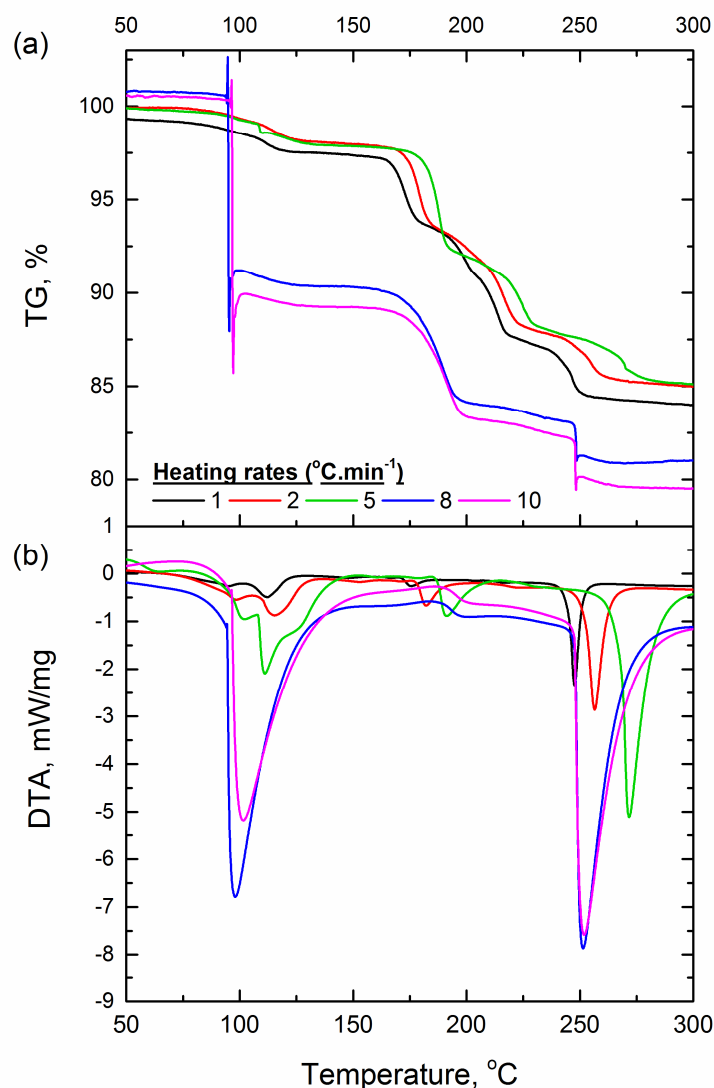 50 100 150 200 250 300
(a)
100
95
90
85
80
TG, %
Heating rates (°C.min⁻¹)
1 2 5 8 10
(b)
1
0
-1
-2
-3
-4
-5
-6
-7
-8
-9
DTA, mW/mg
50 100 150 200 250 300
Temperature, °C